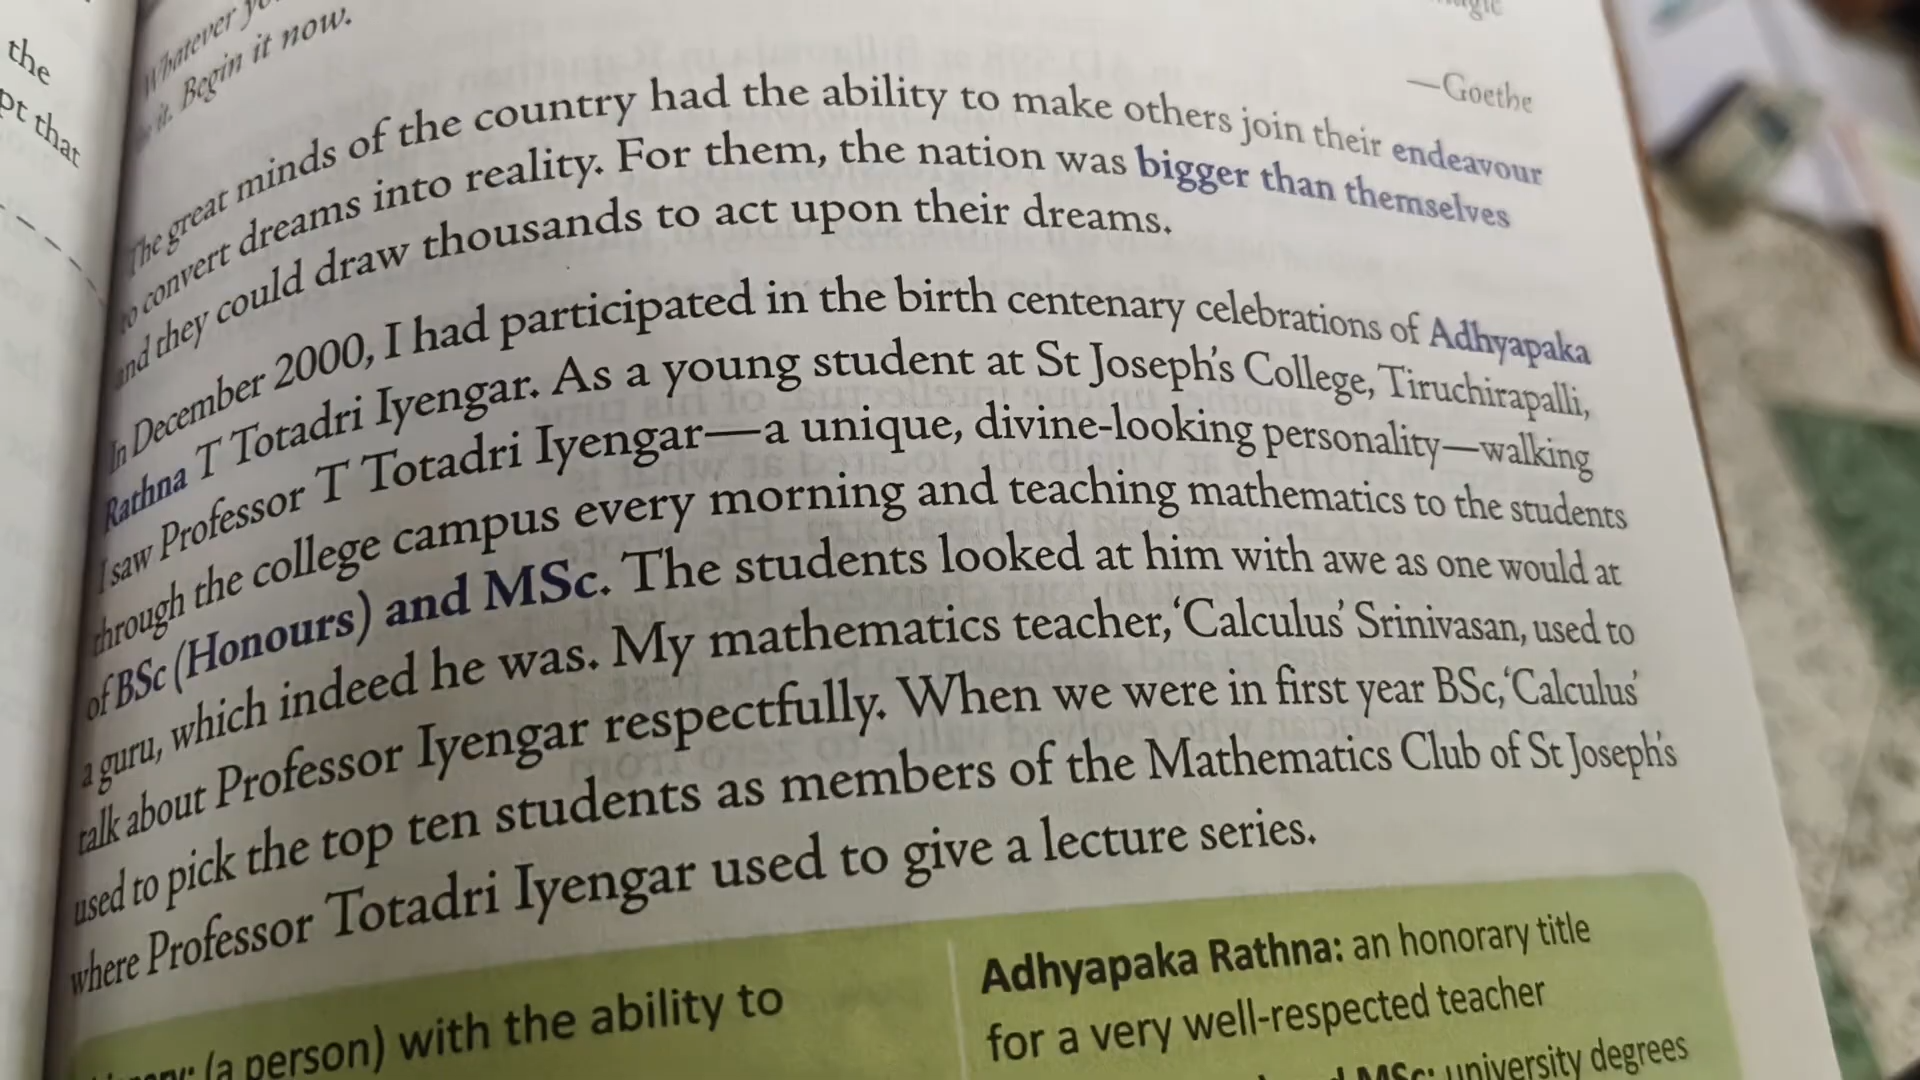 the
pt that
Whatever
it. Begin it now.
—Goethe
The great minds of the country had the ability to make others join their endeavour
to convert dreams into reality. For them, the nation was bigger than themselves
and they could draw thousands to act upon their dreams.
In December 2000, I had participated in the birth centenary celebrations of Adhyapaka
Rathna T Totadri Iyengar. As a young student at St Joseph's College, Tiruchirapalli,
I saw Professor T Totadri Iyengar—a unique, divine-looking personality—walking
through the college campus every morning and teaching mathematics to the students
of BSc (Honours) and MSc. The students looked at him with awe as one would at
a guru, which indeed he was. My mathematics teacher, 'Calculus' Srinivasan, used to
talk about Professor Iyengar respectfully. When we were in first year BSc, 'Calculus'
used to pick the top ten students as members of the Mathematics Club of St Joseph's
where Professor Totadri Iyengar used to give a lecture series.
(a person) with the ability to
Adhyapaka Rathna: an honorary title
for a very well-respected teacher
MSc: university degrees